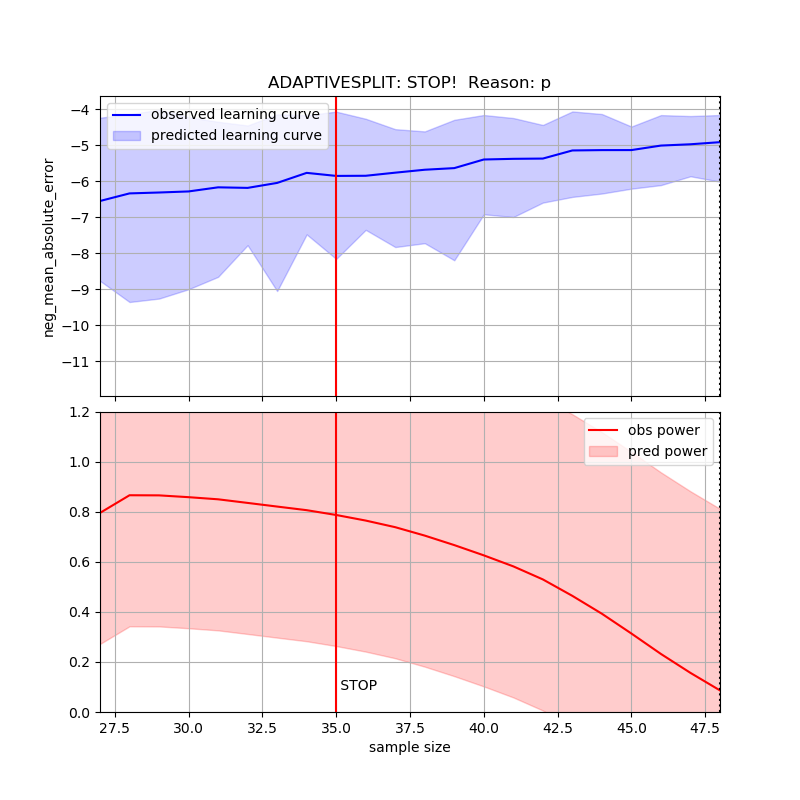 ADAPTIVESPLIT: STOP!  Reason: p
observed learning curve
predicted learning curve
neg_mean_absolute_error
−4
−5
−6
−7
−8
−9
−10
−11
obs power
pred power
1.2
1.0
0.8
0.6
0.4
0.2
0.0
STOP
27.5 30.0 32.5 35.0 37.5 40.0 42.5 45.0 47.5
sample size